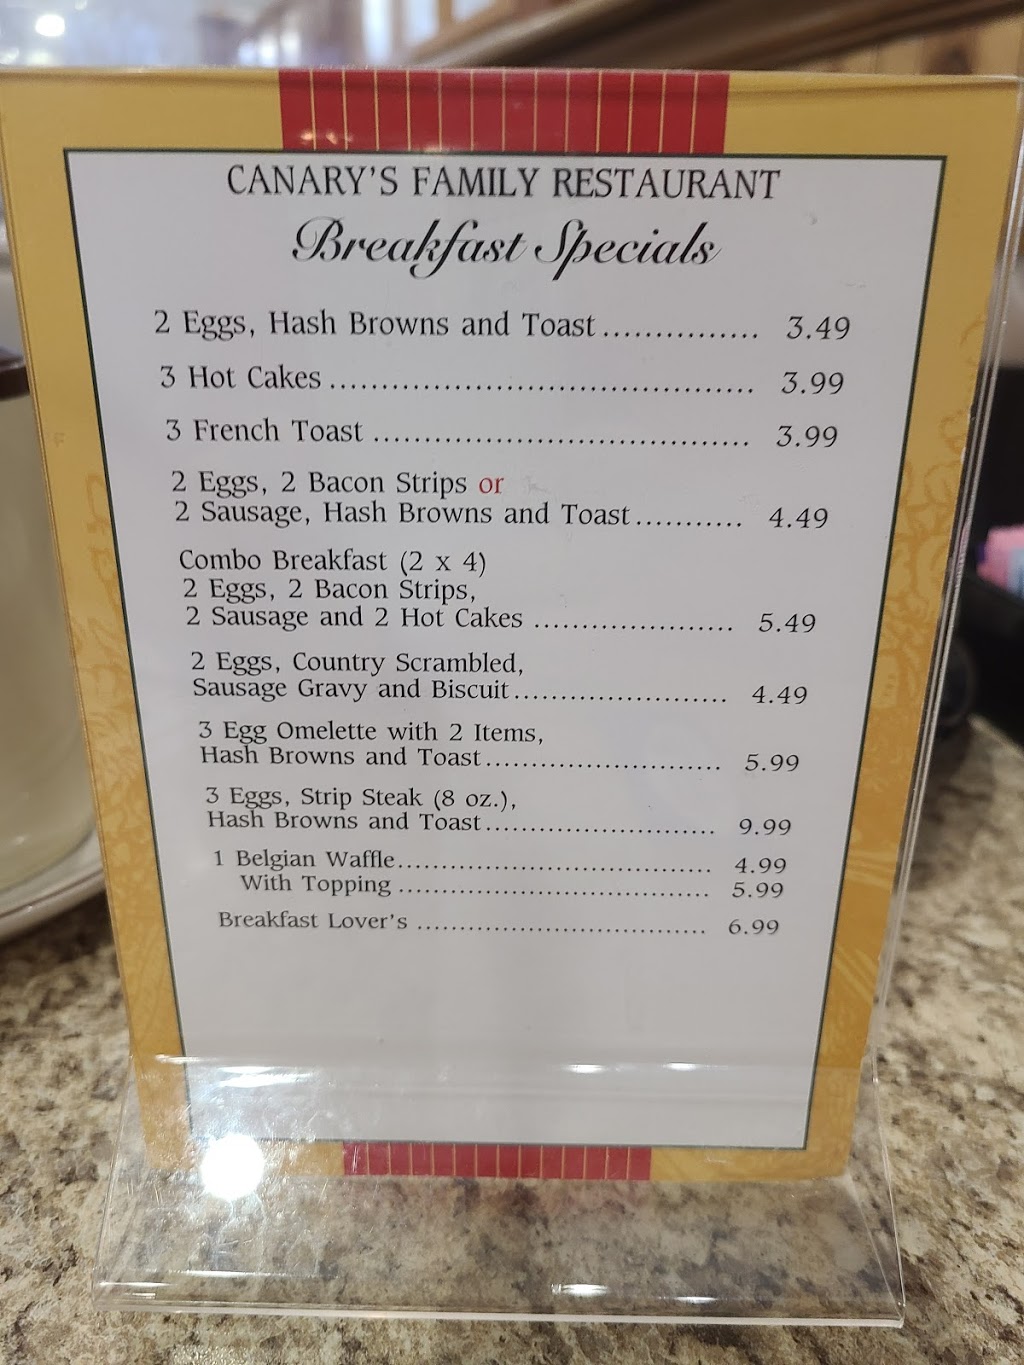 CANARY'S FAMILY RESTAURANT
Breakfast Specials
2 Eggs, Hash Browns and Toast ............... 3.49
3 Hot Cakes ......................................... 3.99
3 French Toast ..................................... 3.99
2 Eggs, 2 Bacon Strips or
2 Sausage, Hash Browns and Toast ........... 4.49
Combo Breakfast (2 x 4)
2 Eggs, 2 Bacon Strips,
2 Sausage and 2 Hot Cakes .................... 5.49
2 Eggs, Country Scrambled,
Sausage Gravy and Biscuit ..................... 4.49
3 Egg Omelette with 2 Items,
Hash Browns and Toast ........................ 5.99
3 Eggs, Strip Steak (8 oz.),
Hash Browns and Toast ........................ 9.99
1 Belgian Waffle ................................. 4.99
With Topping ................................. 5.99
Breakfast Lover's ............................... 6.99